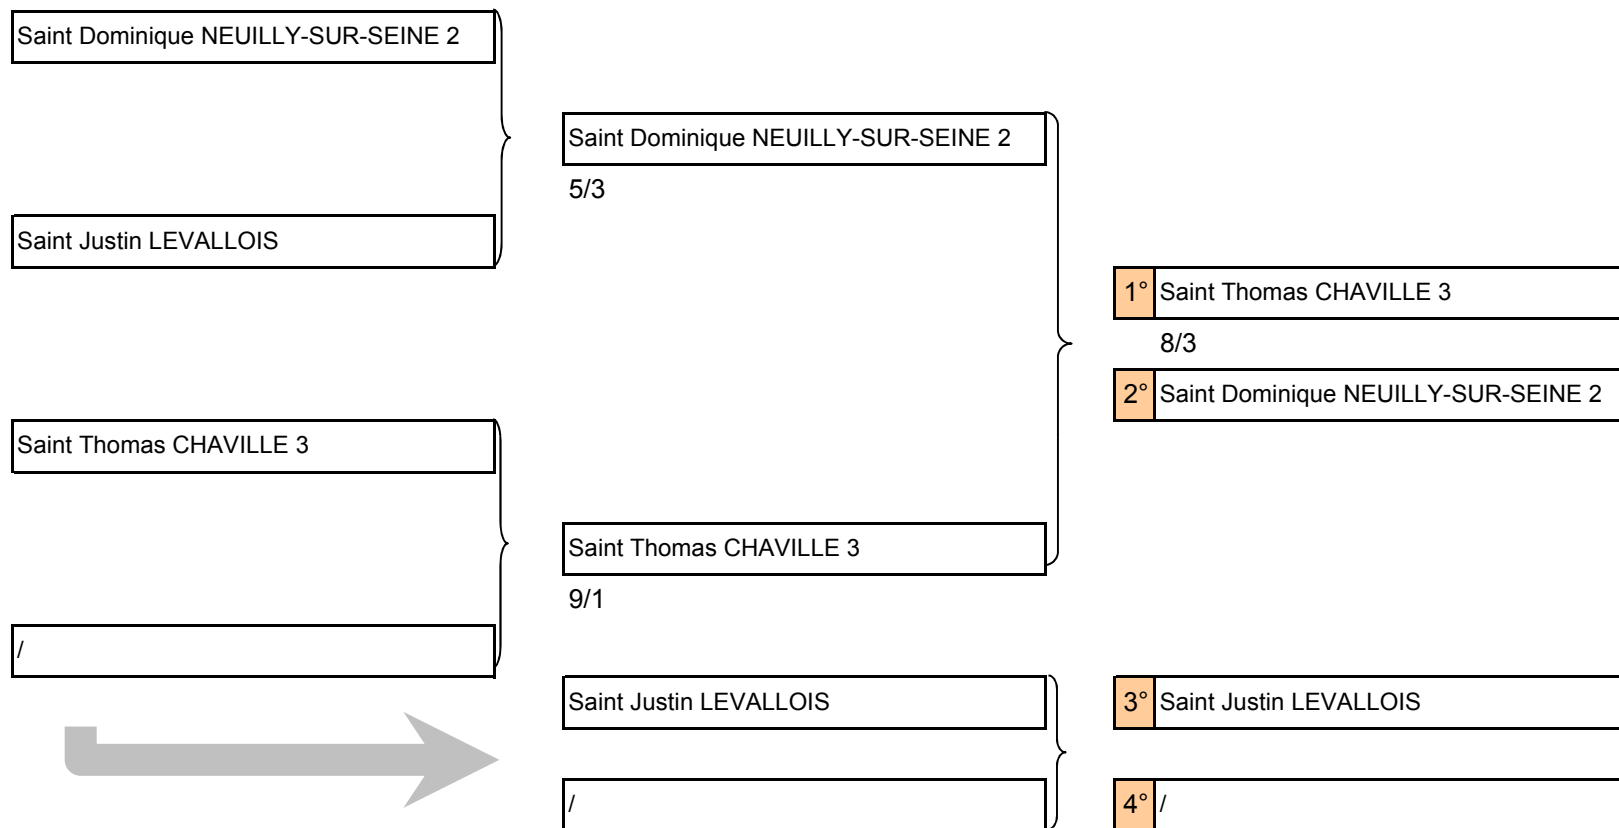 Saint Dominique NEUILLY-SUR-SEINE 2
Saint Dominique NEUILLY-SUR-SEINE 2
5/3
Saint Justin LEVALLOIS
1° Saint Thomas CHAVILLE 3
8/3
2° Saint Dominique NEUILLY-SUR-SEINE 2
Saint Thomas CHAVILLE 3
Saint Thomas CHAVILLE 3
9/1
/
Saint Justin LEVALLOIS
3° Saint Justin LEVALLOIS
/
4° /